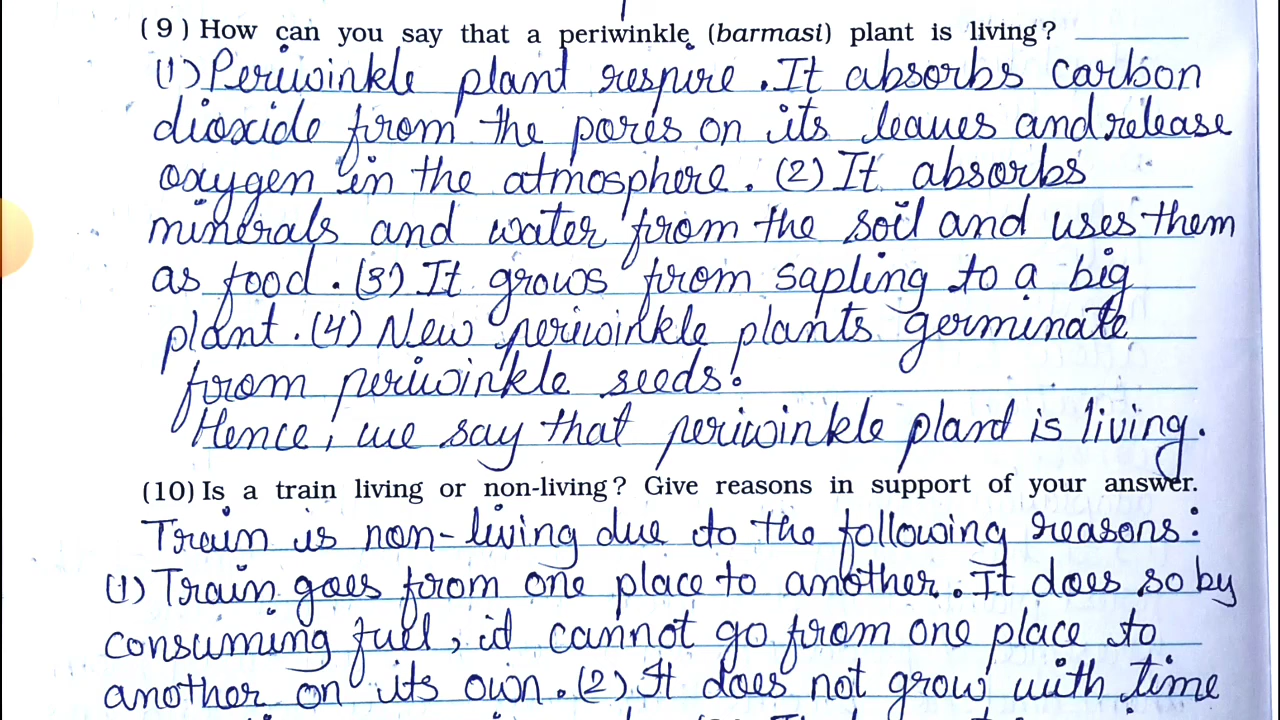 (9) How can you say that a periwinkle (barmasi) plant is living?
(1) Periwinkle plant respire. It absorbs carbon
dioxide from the pores on its leaves and release
oxygen in the atmosphere. (2) It absorbs
minerals and water from the soil and uses them
as food. (3) It grows from sapling to a big
plant. (4) New periwinkle plants germinate
from periwinkle seeds.
Hence, we say that periwinkle plant is living.
(10) Is a train living or non-living? Give reasons in support of your answer.
Train is non-living due to the following reasons:
(1) Train goes from one place to another. It does so by
consuming fuel, it cannot go from one place to
another on its own. (2) It does not grow with time